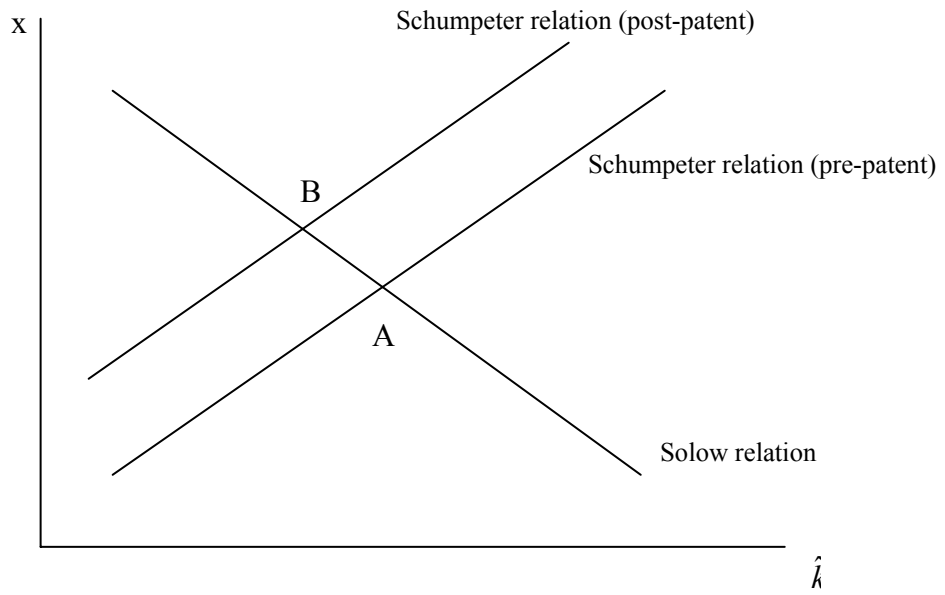 Schumpeter relation (post-patent)
x
Schumpeter relation (pre-patent)
B
A
Solow relation
k̂